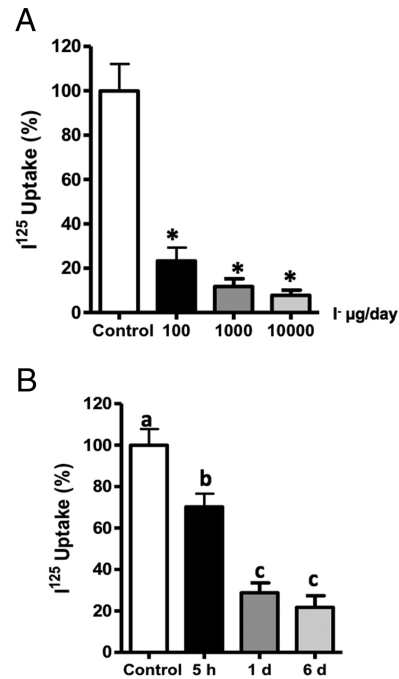 A
I125 Uptake (%)
120
100
80
60
40
20
0
*
*
*
Control 100 1000 10000 I- µg/day
B
I125 Uptake (%)
120
100
80
60
40
20
0
a
b
c
c
Control 5 h 1 d 6 d